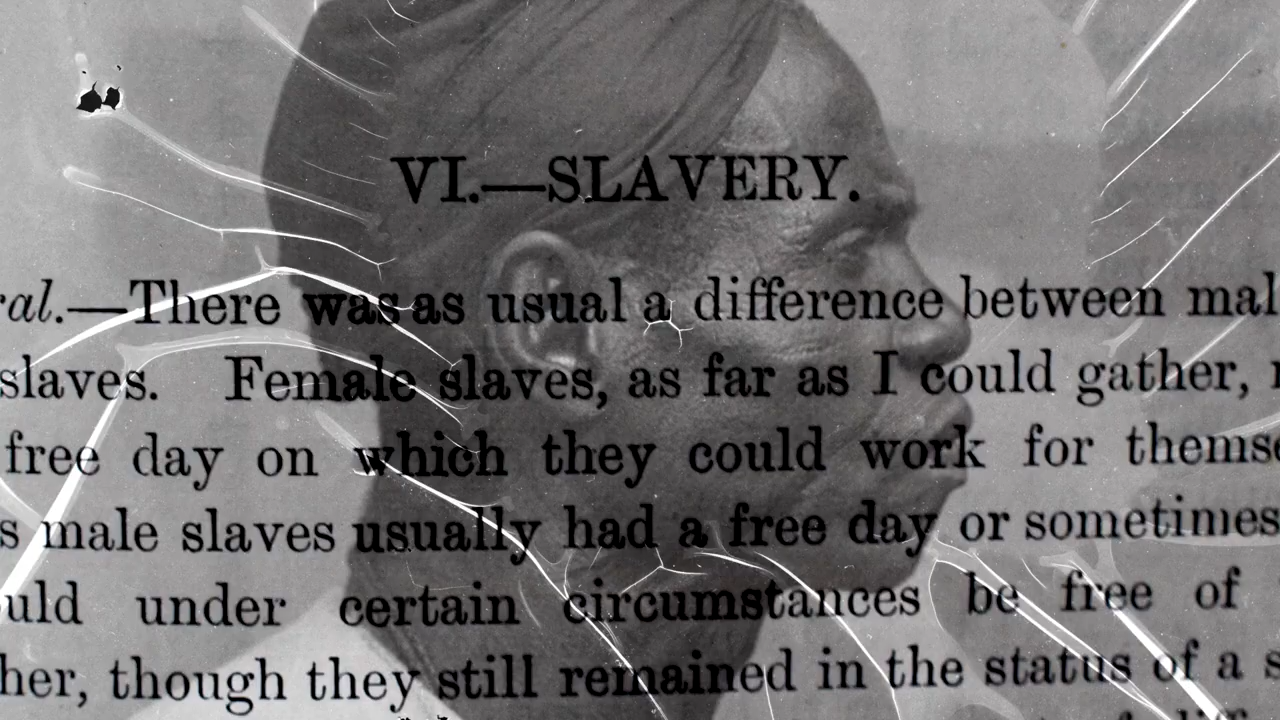 VI.—SLAVERY.
ral.—There was as usual a difference between mal
slaves. Female slaves, as far as I could gather,
free day on which they could work for themse
s male slaves usually had a free day or sometimes
uld under certain circumstances be free of
her, though they still remained in the status of a s